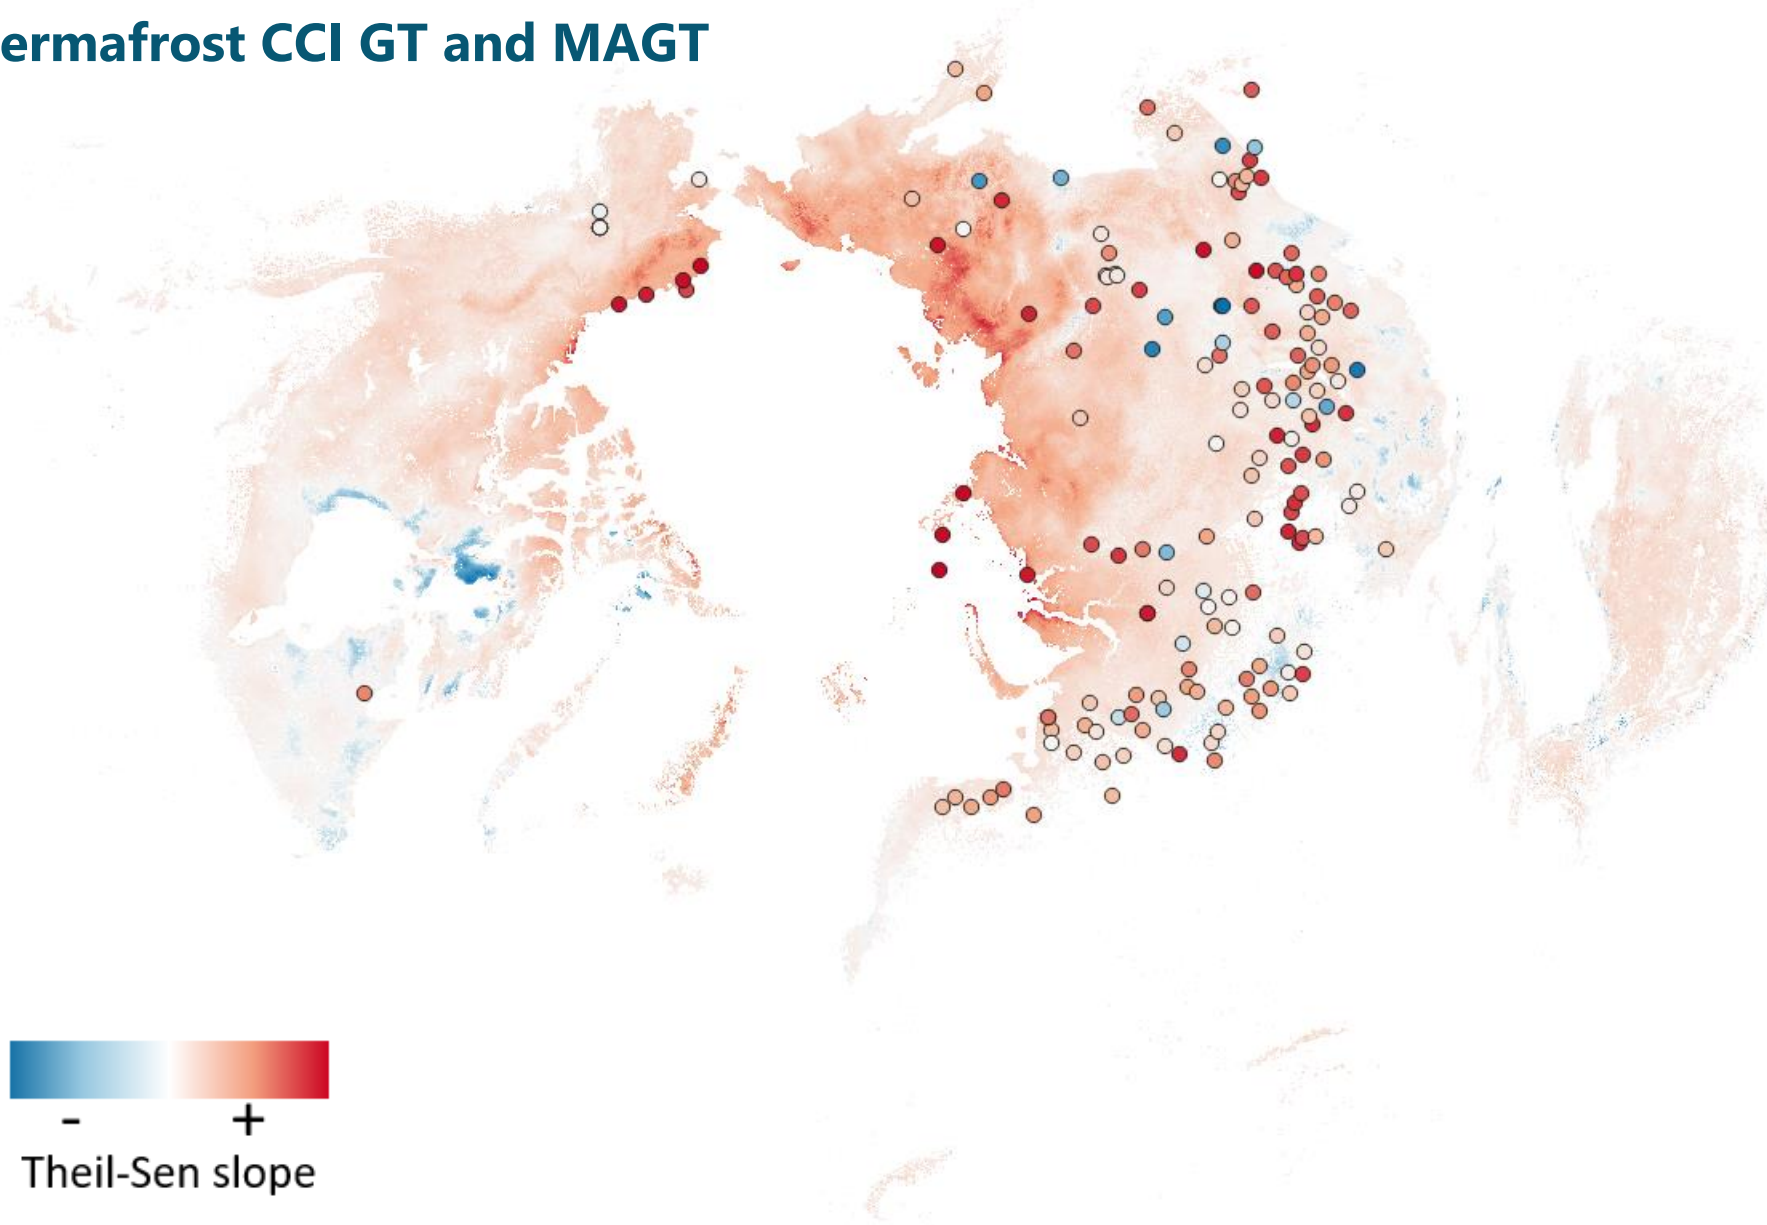 ermafrost CCI GT and MAGT
- +
Theil-Sen slope